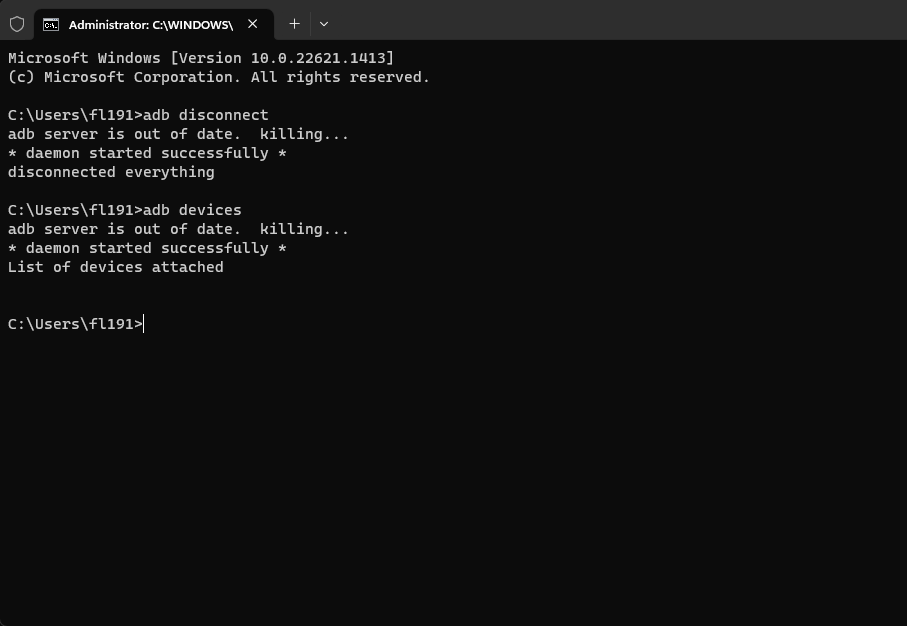 Administrator: C:\WINDOWS\
Microsoft Windows [Version 10.0.22621.1413]
(c) Microsoft Corporation. All rights reserved.
C:\Users\fl191>adb disconnect
adb server is out of date.  killing...
* daemon started successfully *
disconnected everything
C:\Users\fl191>adb devices
adb server is out of date.  killing...
* daemon started successfully *
List of devices attached
C:\Users\fl191>